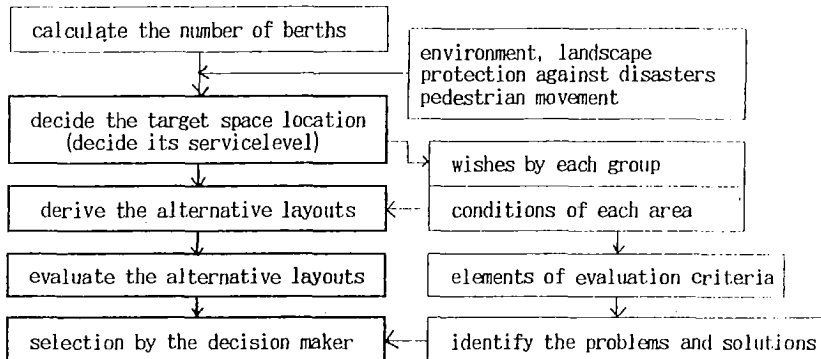 calculate the number of berths
environment, landscape
protection against disasters
pedestrian movement
decide the target space location
(decide its servicelevel)
wishes by each group
derive the alternative layouts
conditions of each area
evaluate the alternative layouts
elements of evaluation criteria
selection by the decision maker
identify the problems and solutions